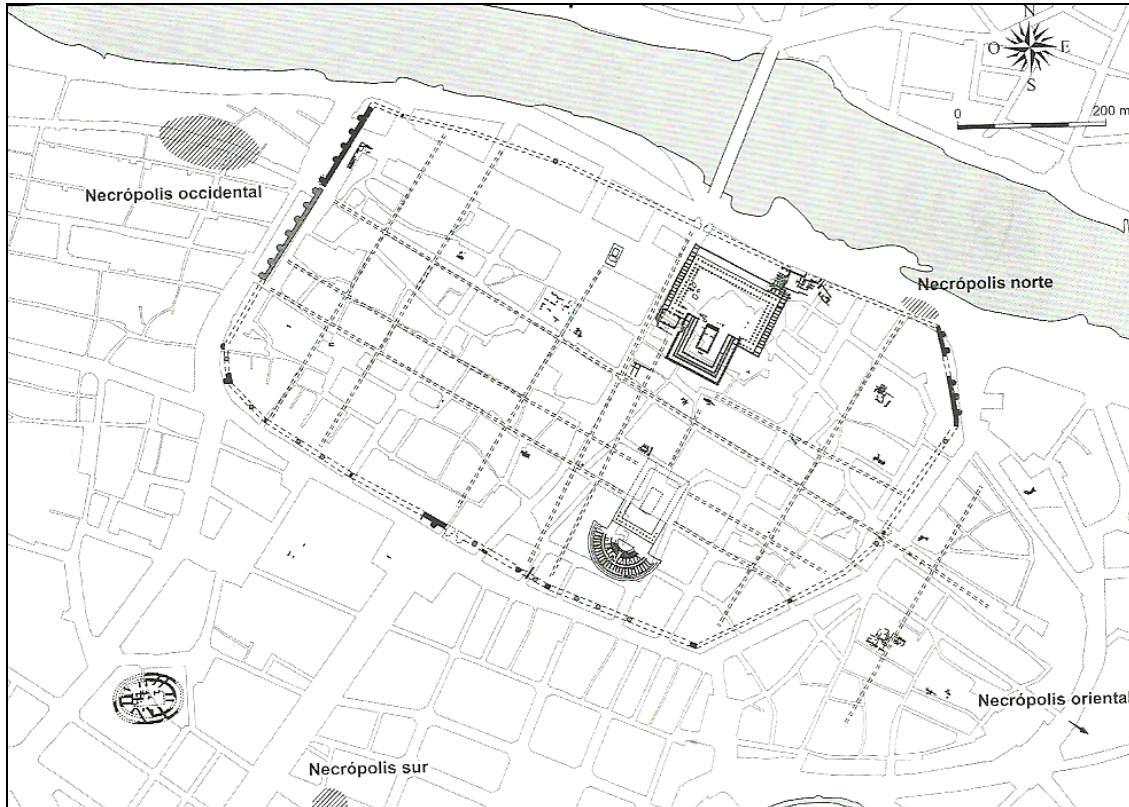 N
O E
S
0 200 m
Necrópolis occidental
Necrópolis norte
Necrópolis oriental
Necrópolis sur